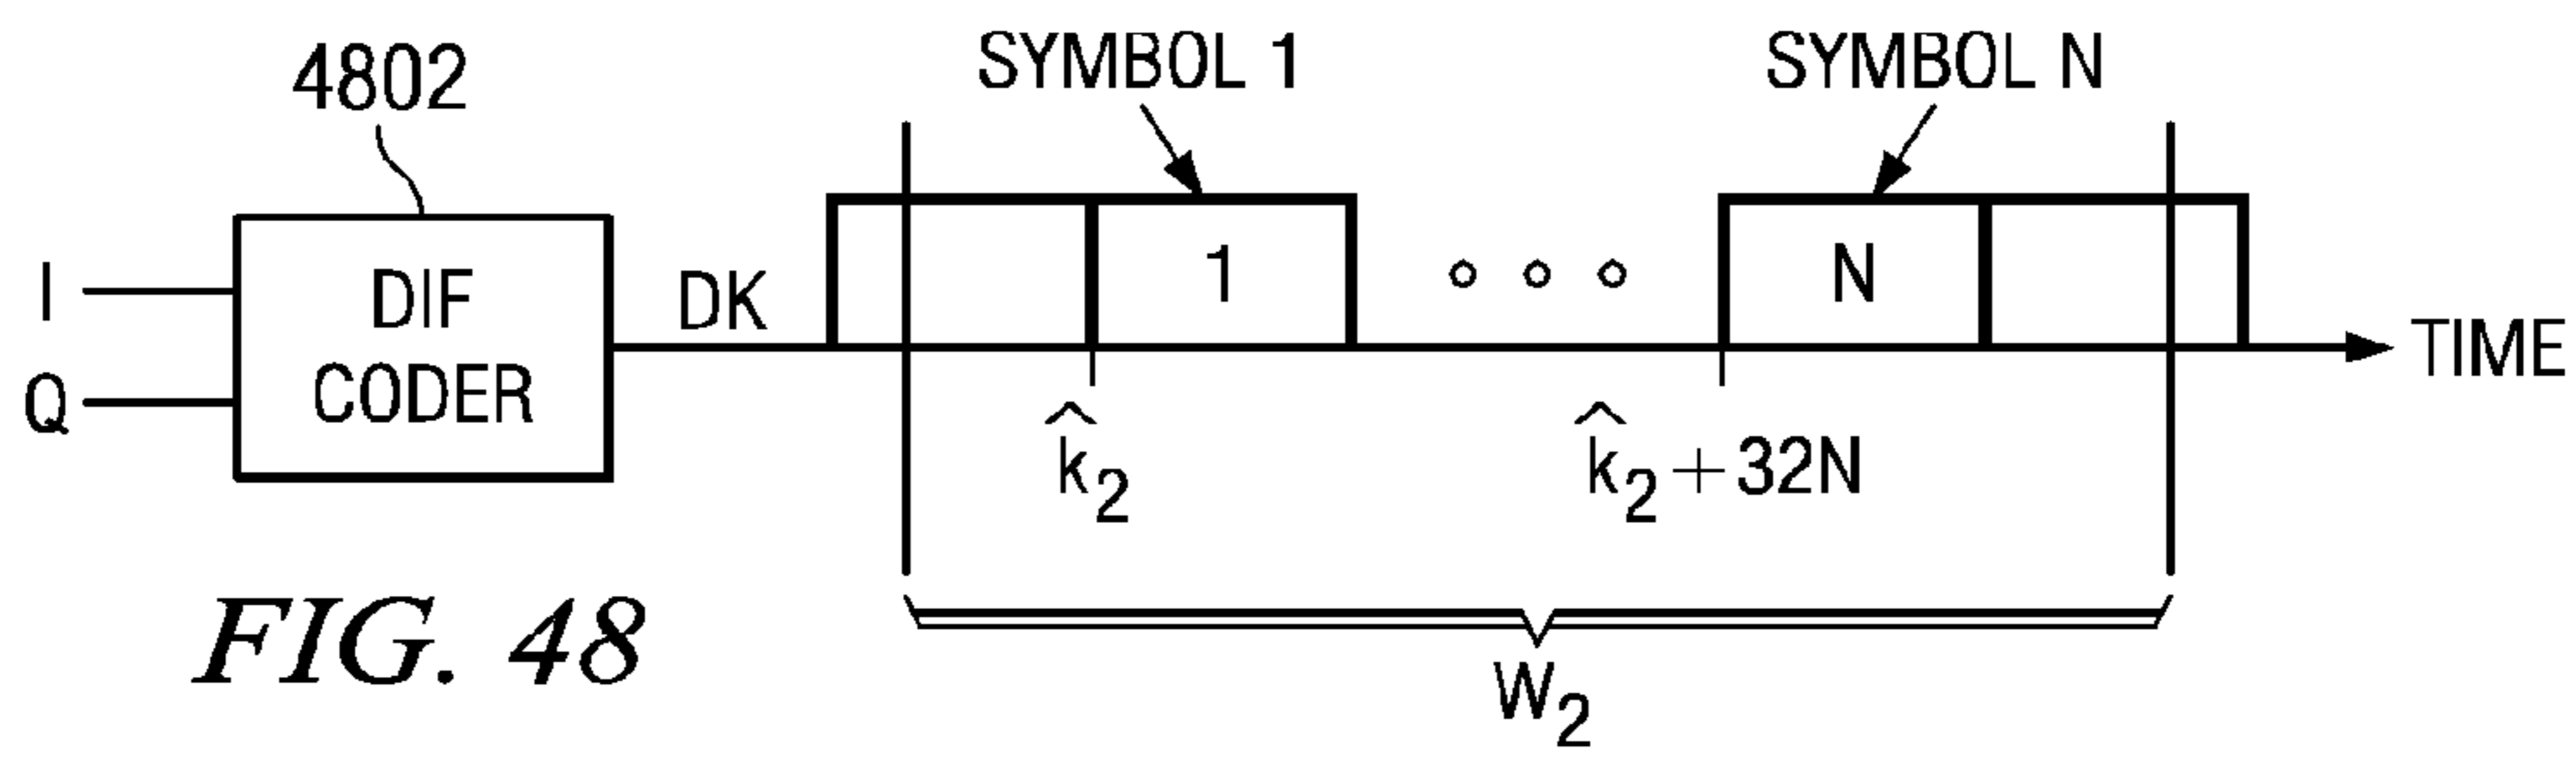 4802
SYMBOL 1
SYMBOL N
I
Q
DIF
CODER
DK
1
N
TIME
k̂₂
k̂₂+32N
W₂
FIG. 48